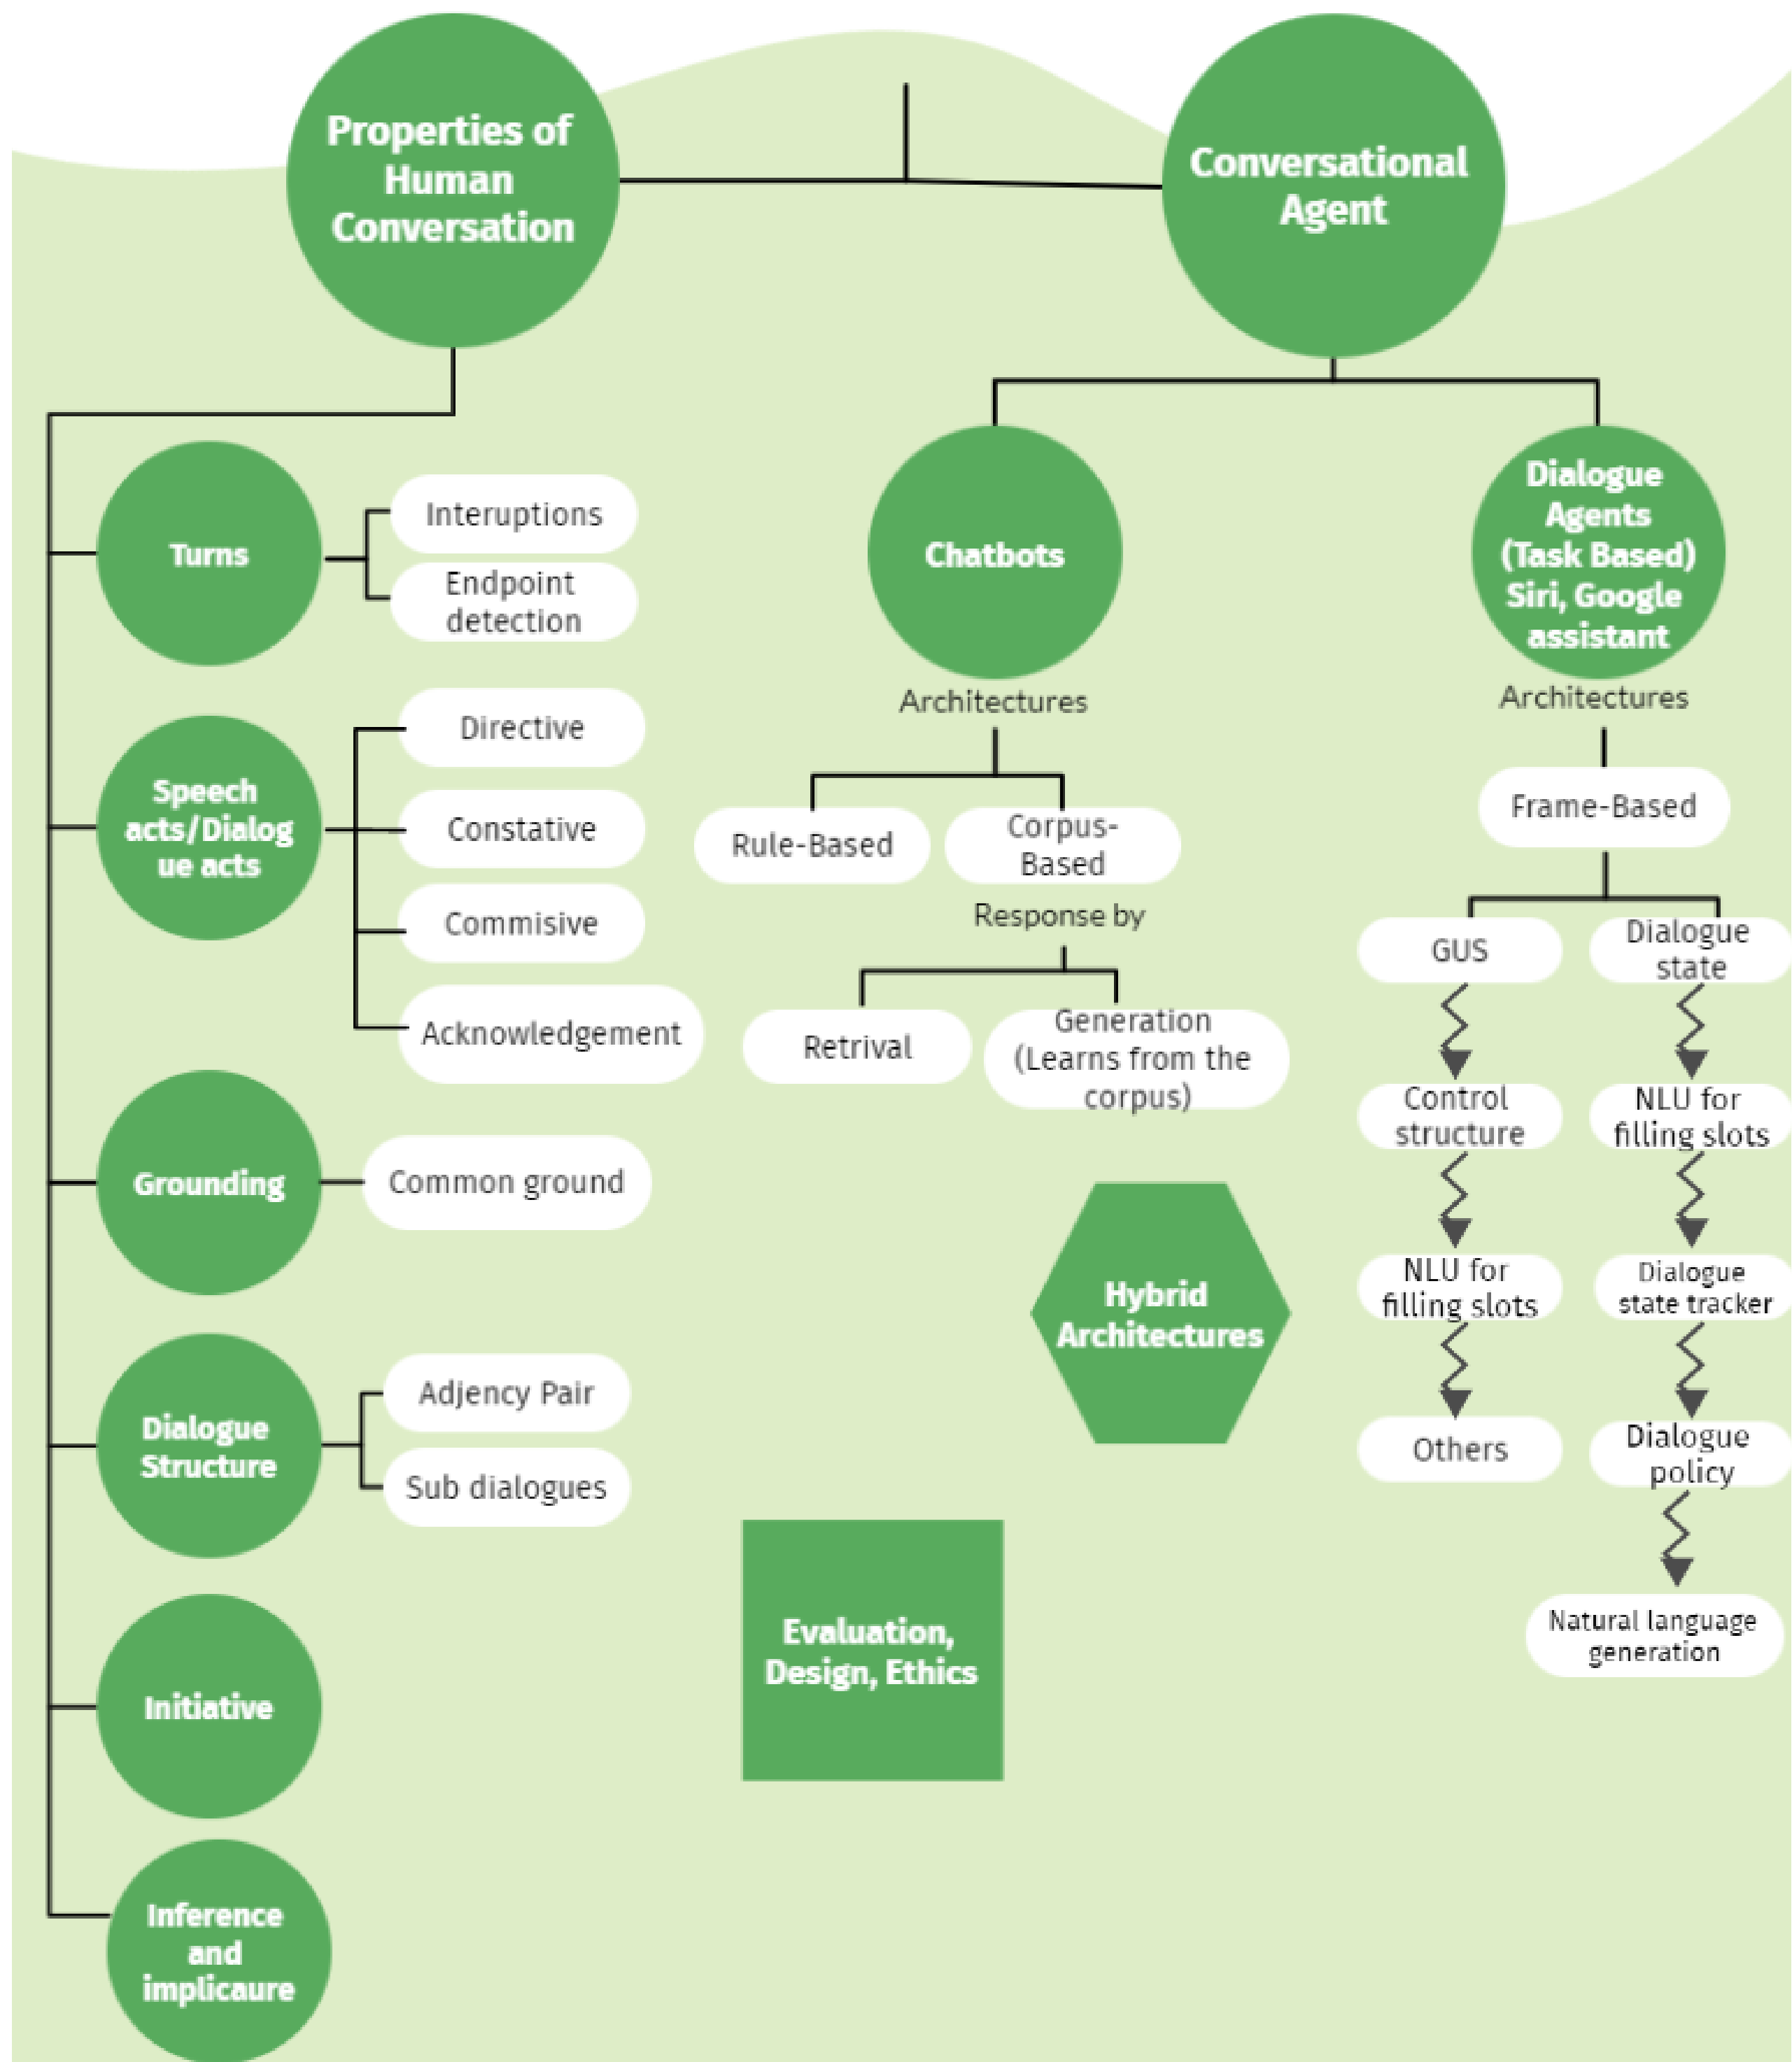 Properties of
Human
Conversation
Conversational
Agent
Turns
Interuptions
Endpoint
detection
Speech
acts/Dialog
ue acts
Directive
Constative
Commisive
Acknowledgement
Grounding
Common ground
Dialogue
Structure
Adjency Pair
Sub dialogues
Initiative
Inference
and
implicaure
Chatbots
Architectures
Rule-Based
Corpus-
Based
Response by
Retrival
Generation
(Learns from the
corpus)
Dialogue
Agents
(Task Based)
Siri, Google
assistant
Architectures
Frame-Based
GUS
Control
structure
NLU for
filling slots
Others
Dialogue
state
NLU for
filling slots
Dialogue
state tracker
Dialogue
policy
Natural language
generation
Hybrid
Architectures
Evaluation,
Design, Ethics